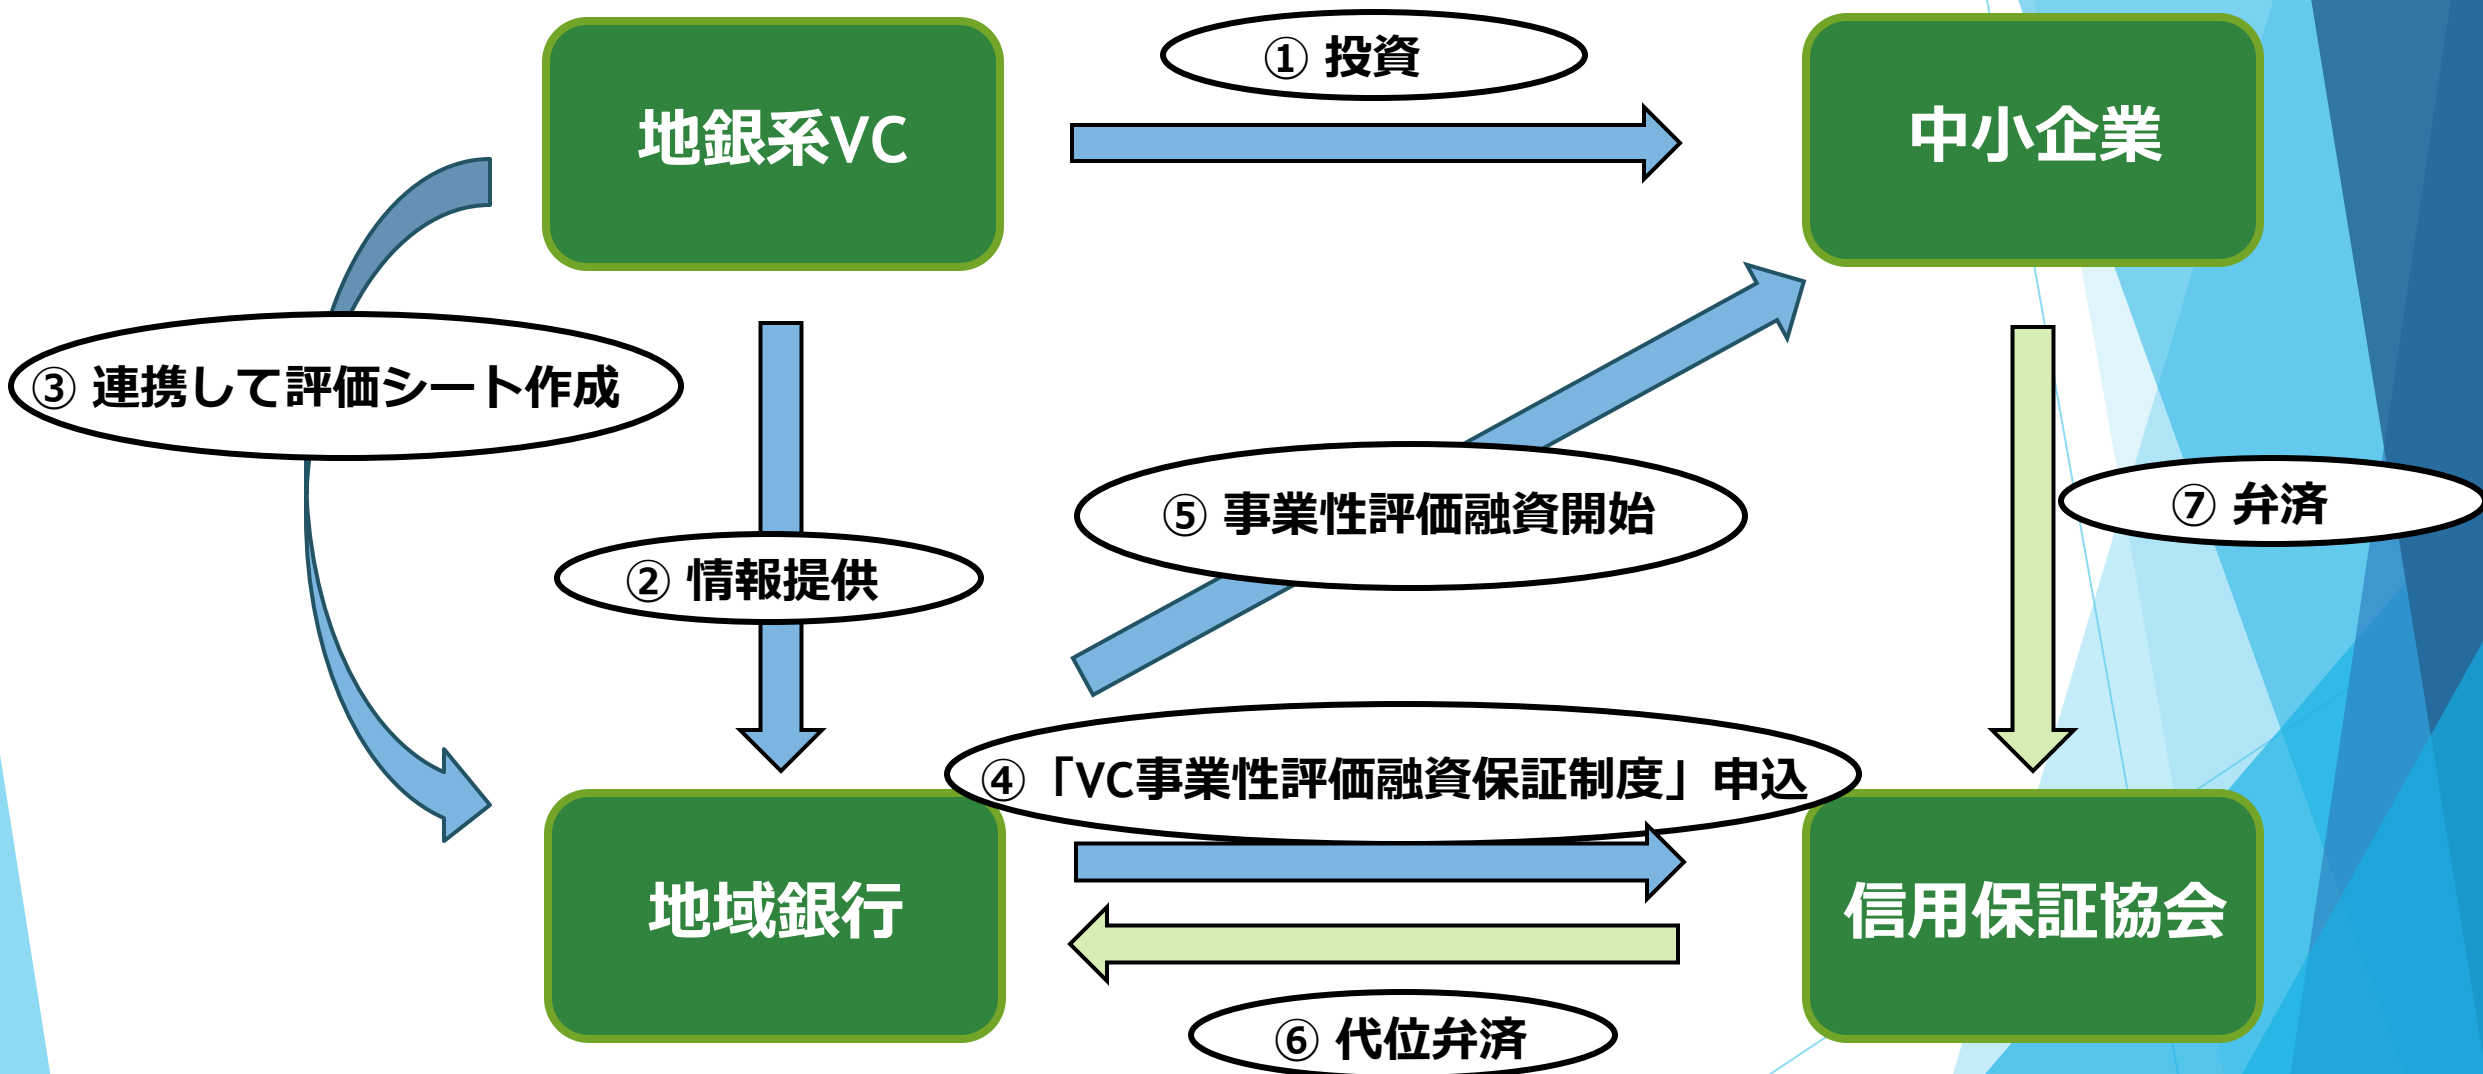 地銀系VC
① 投資
中小企業
③ 連携して評価シート作成
② 情報提供
⑤ 事業性評価融資開始
⑦ 弁済
④「VC事業性評価融資保証制度」申込
地域銀行
信用保証協会
⑥ 代位弁済